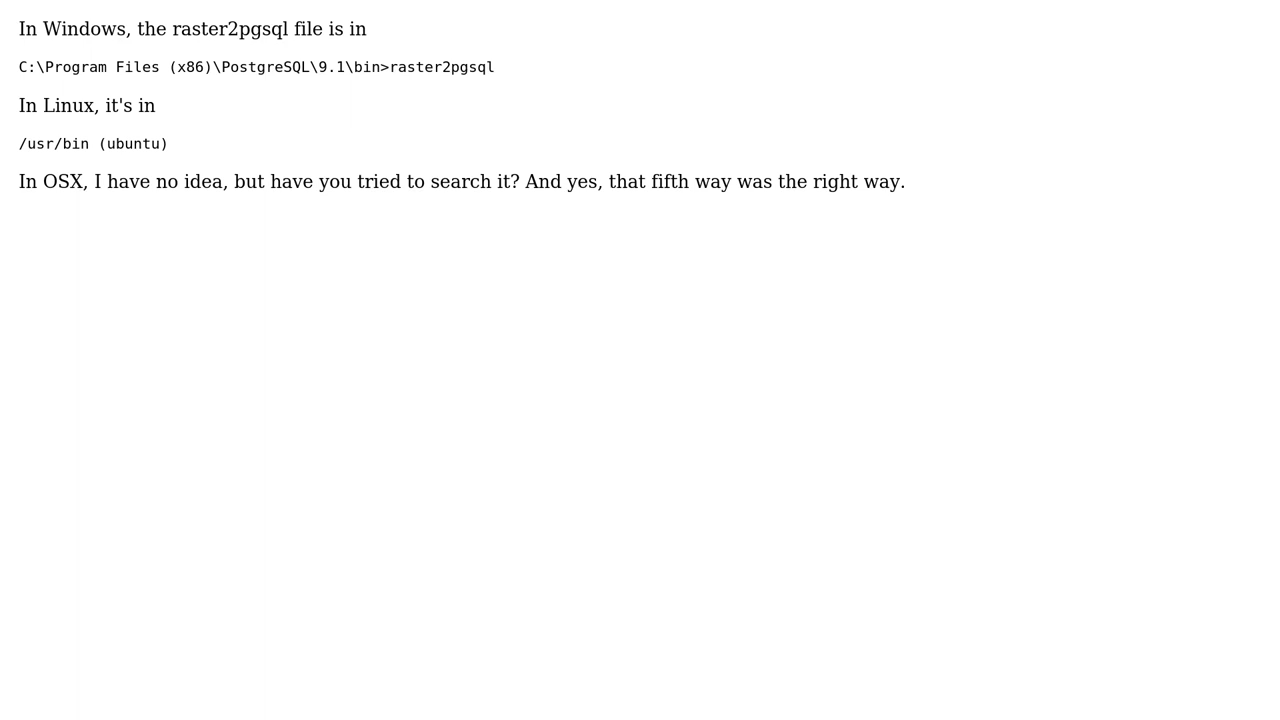 In Windows, the raster2pgsql file is in
C:\Program Files (x86)\PostgreSQL\9.1\bin>raster2pgsql
In Linux, it's in
/usr/bin (ubuntu)
In OSX, I have no idea, but have you tried to search it? And yes, that fifth way was the right way.